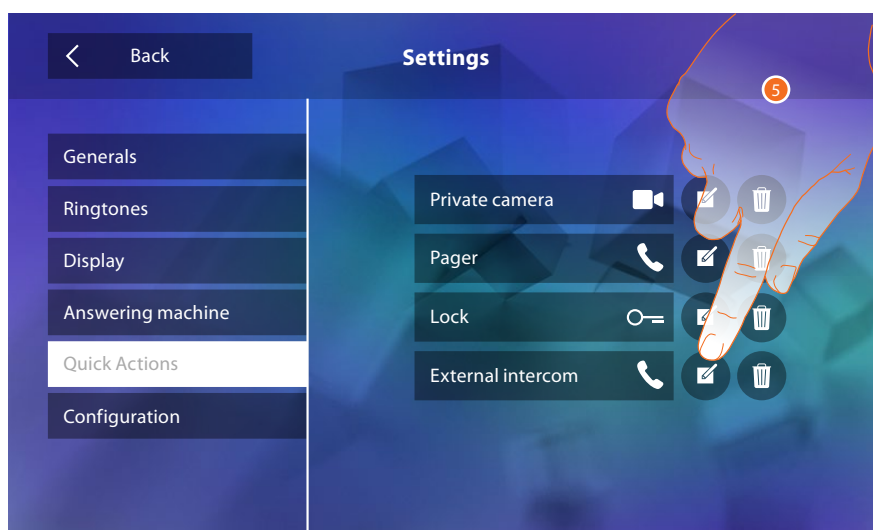 Back
Settings
5
Generals
Ringtones
Display
Answering machine
Quick Actions
Configuration
Private camera
Pager
Lock
External intercom